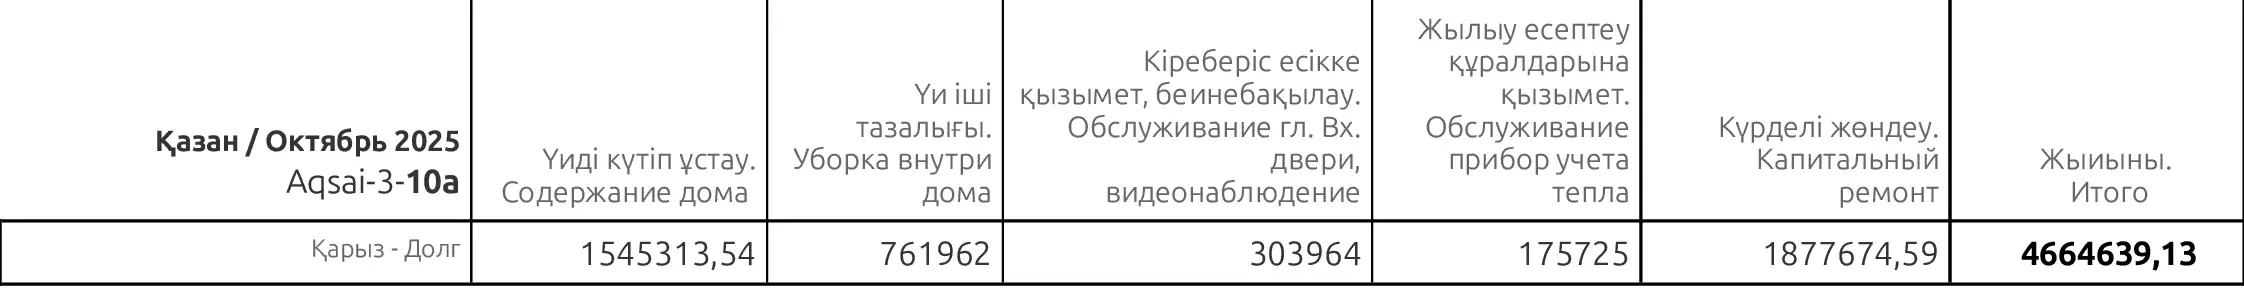 Қазан / Октябрь 2025
Aqsai-3-10а
Үиді күтіп ұстау.
Содержание дома
Үи іші
тазалығы.
Уборка внутри
дома
Кіреберіс есікке
қызымет, беинебақылау.
Обслуживание гл. Вх.
двери,
видеонаблюдение
Жылыу есептеу
құралдарына
қызымет.
Обслуживание
прибор учета
тепла
Күрделі жөндеу.
Капитальный
ремонт
Жыиыны.
Итого
Қарыз - Долг
1545313,54
761962
303964
175725
1877674,59
4664639,13